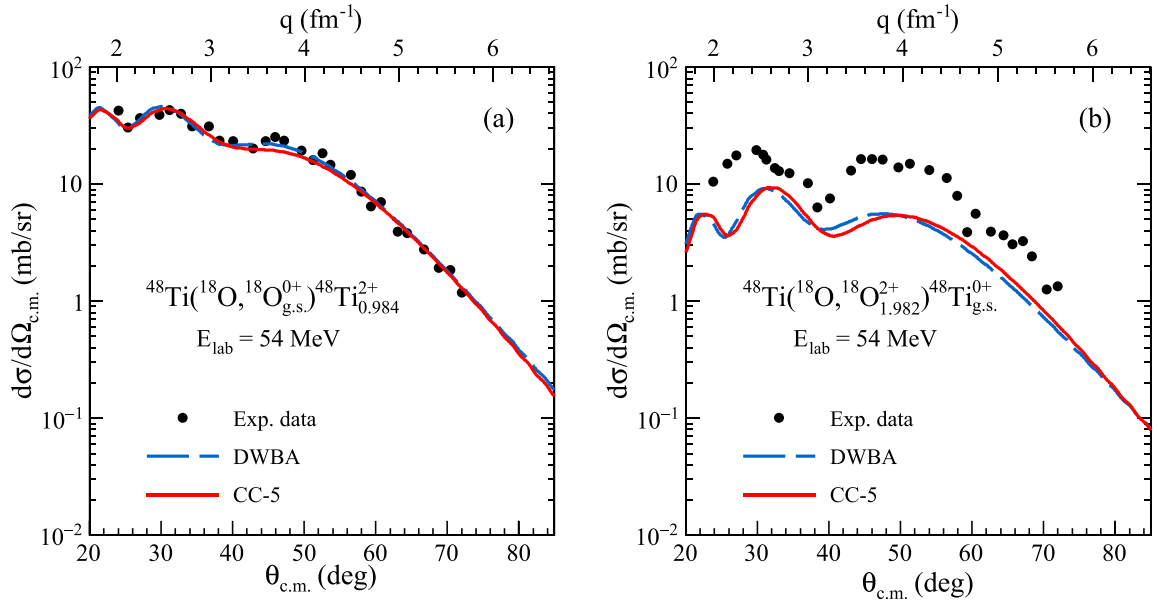 q (fm⁻¹)
2 3 4 5 6
10²
10
1
10⁻¹
10⁻²
dσ/dΩc.m. (mb/sr)
(a)
⁴⁸Ti(¹⁸O,¹⁸O0+g.s.)⁴⁸Ti2+0.984
Elab = 54 MeV
Exp. data
DWBA
CC-5
20 30 40 50 60 70 80
θc.m. (deg)
q (fm⁻¹)
2 3 4 5 6
10²
10
1
10⁻¹
10⁻²
dσ/dΩc.m. (mb/sr)
(b)
⁴⁸Ti(¹⁸O,¹⁸O2+1.982)⁴⁸Ti0+g.s.
Elab = 54 MeV
Exp. data
DWBA
CC-5
20 30 40 50 60 70 80
θc.m. (deg)